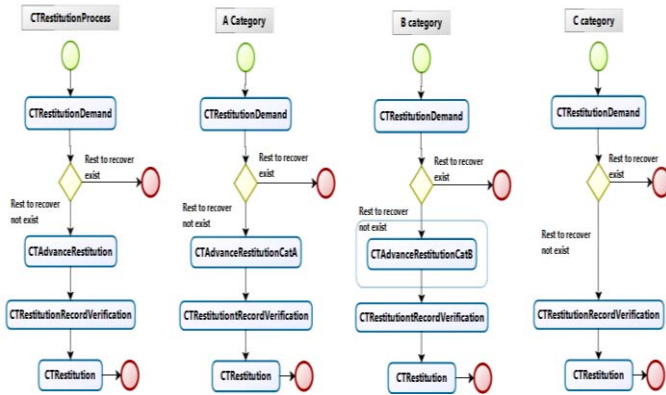 CTRestitutionProcess
CTRestitutionDemand
Rest to recover
exist
Rest to recover
not exist
CTAdvanceRestitution
CTRestitutionRecordVerification
CTRestitution
A Category
CTRestitutionDemand
Rest to recover
exist
Rest to recover
not exist
CTAdvanceRestitutionCatA
CTRestitutiontRecordVerification
CTRestitution
B category
CTRestitutionDemand
Rest to recover
exist
Rest to recover
not exist
CTAdvanceRestitutionCatB
CTRestitutiontRecordVerification
CTRestitution
C category
CTRestitutionDemand
Rest to recover
exist
Rest to recover
not exist
CTRestitutionRecordVerification
CTRestitution